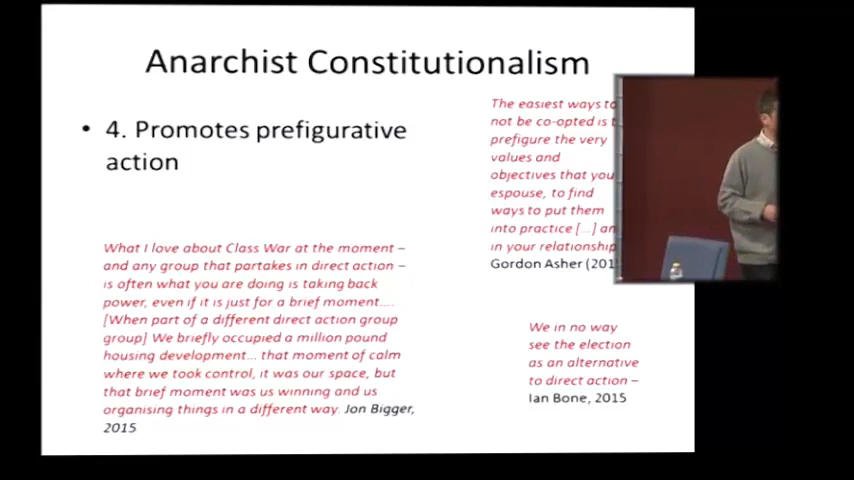 Anarchist Constitutionalism
• 4. Promotes prefigurative
action
What I love about Class War at the moment –
and any group that partakes in direct action –
is often what you are doing is taking back
power, even if it is just for a brief moment....
[When part of a different direct action group
group] We briefly occupied a million pound
housing development... that moment of calm
where we took control, it was our space, but
that brief moment was us winning and us
organising things in a different way. Jon Bigger,
2015
The easiest ways to
not be co-opted is
prefigure the very
values and
objectives that you
espouse, to find
ways to put them
into practice [...]
in your relationship
Gordon Asher
We in no way
see the election
as an alternative
to direct action –
Ian Bone, 2015